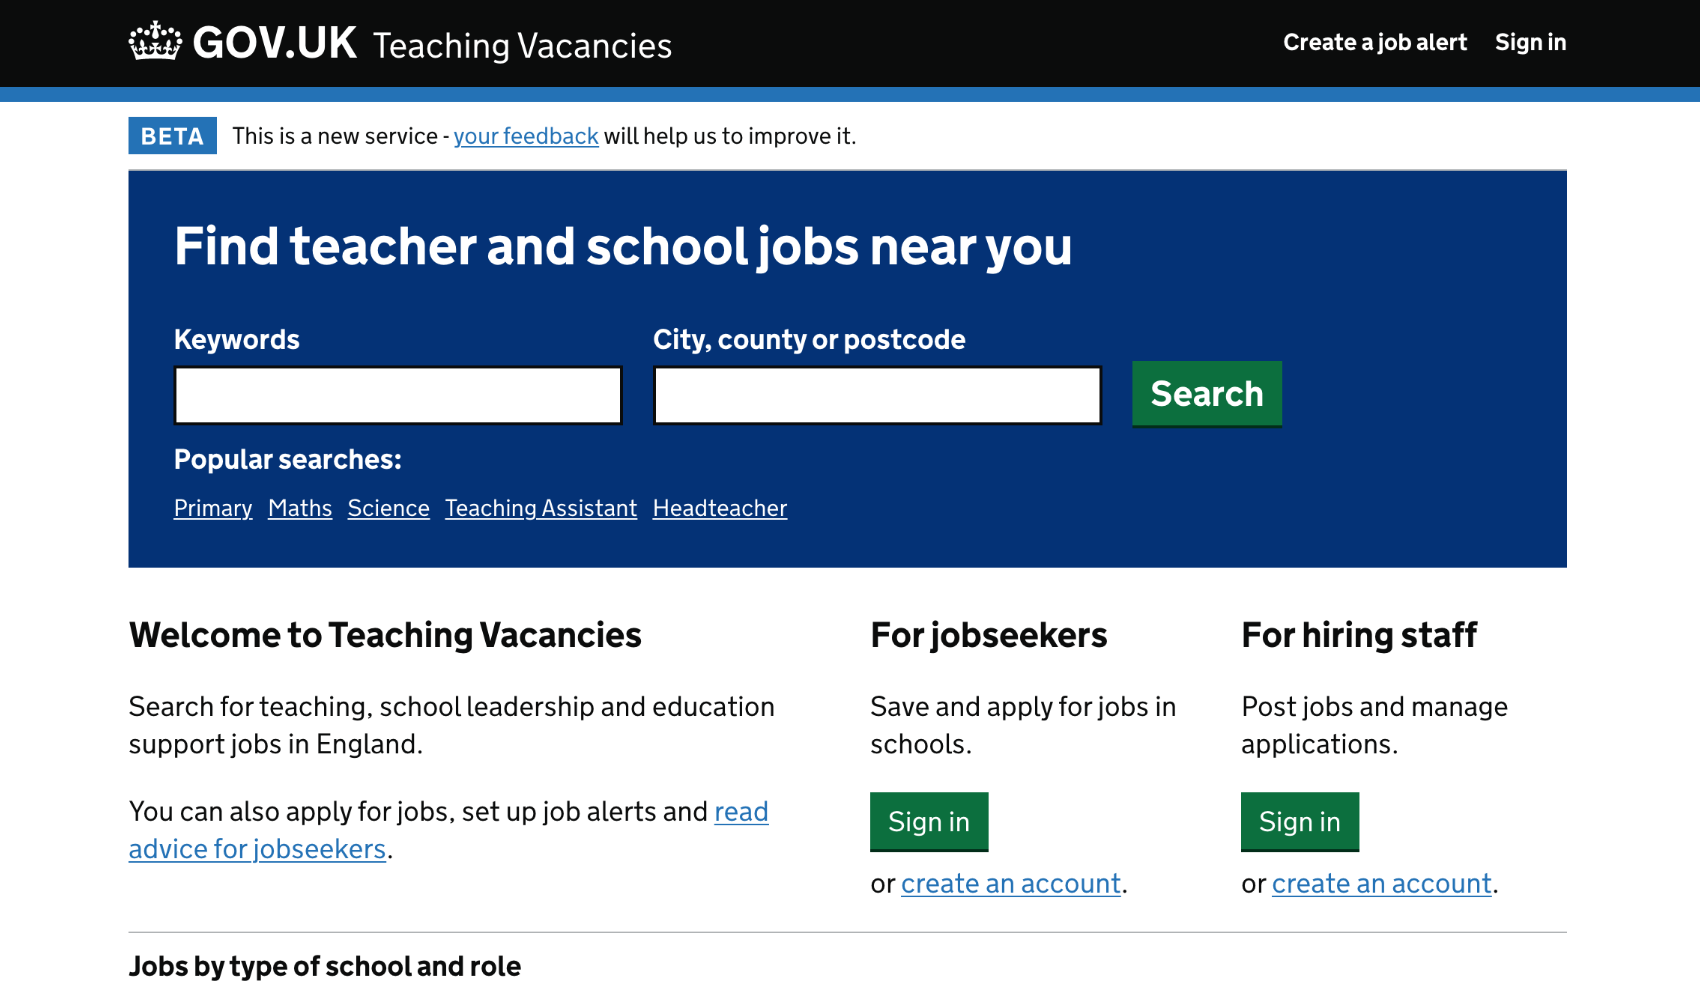 GOV.UK Teaching Vacancies
Create a job alert Sign in
BETA This is a new service - your feedback will help us to improve it.
Find teacher and school jobs near you
Keywords
City, county or postcode
Search
Popular searches:
Primary Maths Science Teaching Assistant Headteacher
Welcome to Teaching Vacancies
Search for teaching, school leadership and education
support jobs in England.
You can also apply for jobs, set up job alerts and read
advice for jobseekers.
For jobseekers
Save and apply for jobs in
schools.
Sign in
or create an account.
For hiring staff
Post jobs and manage
applications.
Sign in
or create an account.
Jobs by type of school and role